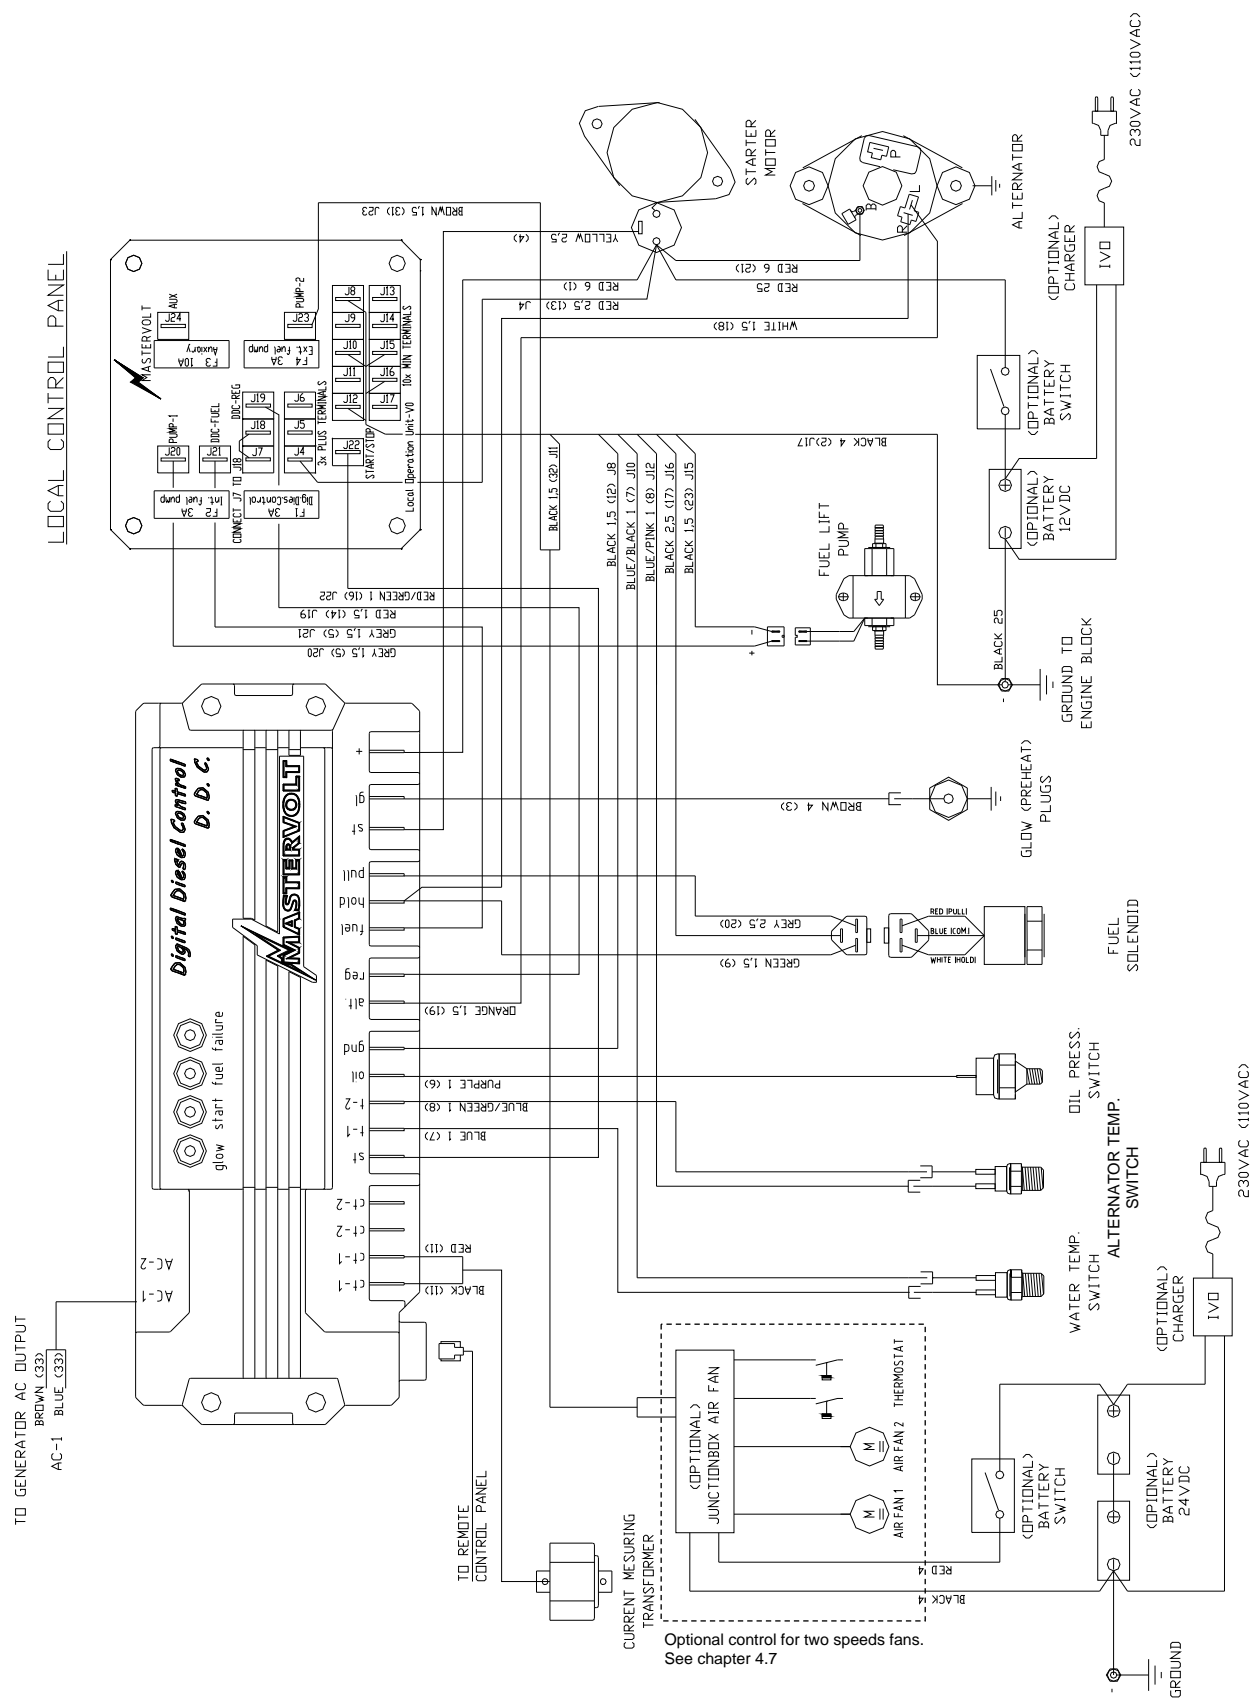 LOCAL CONTROL PANEL
MASTERVOLT
J24
AUX
F3 10A
Auxiory
PUMP-2
J23
F4 3A
Ext. Fuel pump
J8
J13
J9
J14
J10
J15
J11
J16
J12
J17
10x MIN TERMINALS
DDC-REG
J19
J6
J18
J5
J7
J4
3x PLUS TERMINALS
J22
START/STOP
PUMP-1
J20
DDC-FUEL
J21
F2 3A
Int. Fuel pump
CONNECT J7 TO J18
F1 3A
Dig.Dies.Control
Local Operation Unit-V0
BROWN 1,5 (31) J23
YELLOW 2,5 (4)
STARTER
MOTOR
ALTERNATOR
P
B
R
L
RED 6 (21)
RED 6 (1)
RED 25
RED 2,5 (13) J4
WHITE 1,5 (18)
230VAC (110VAC)
(OPTIONAL)
CHARGER
IVO
(OPTIONAL)
BATTERY
SWITCH
(OPTIONAL)
BATTERY
12VDC
BLACK 4 (2)J17
BLACK 1,5 (32) J11
BLACK 1,5 (12) J8
BLUE/BLACK 1 (7) J10
BLUE/PINK 1 (8) J12
BLACK 2,5 (17) J16
BLACK 1,5 (23) J15
FUEL LIFT
PUMP
RED/GREEN 1 (16) J22
RED 1,5 (14) J19
GREY 1,5 (5) J21
GREY 1,5 (5) J20
-
+
BLACK 25
-
GROUND TO
ENGINE BLOCK
Digital Diesel Control
D. D. C.
MASTERVOLT
glow start fuel failure
+
gl
st
pull
hold
fuel
reg
alt.
gnd
oil
t-2
t-1
st
ct-2
ct-2
ct-1
ct-1
AC-2
AC-1
BROWN 4 (3)
GLOW (PREHEAT)
PLUGS
GREY 2,5 (20)
GREEN 1,5 (9)
RED (PULL)
BLUE (COM)
WHITE (HOLD)
FUEL
SOLENOID
ORANGE 1,5 (19)
PURPLE 1 (6)
BLUE/GREEN 1 (8)
BLUE 1 (7)
RED (11)
BLACK (11)
OIL PRESS.
SWITCH
ALTERNATOR TEMP.
SWITCH
WATER TEMP.
SWITCH
TO GENERATOR AC OUTPUT
BROWN (33)
AC-1 BLUE (33)
TO REMOTE
CONTROL PANEL
CURRENT MESURING
TRANSFORMER
(OPTIONAL)
JUNCTIONBOX AIR FAN
THERMOSTAT
M
AIR FAN 2
M
AIR FAN 1
RED 4
BLACK 4
Optional control for two speeds fans.
See chapter 4.7
230VAC (110VAC)
(OPTIONAL)
CHARGER
IVO
(OPTIONAL)
BATTERY
SWITCH
(OPIONAL)
BATTERY
24VDC
-
GROUND